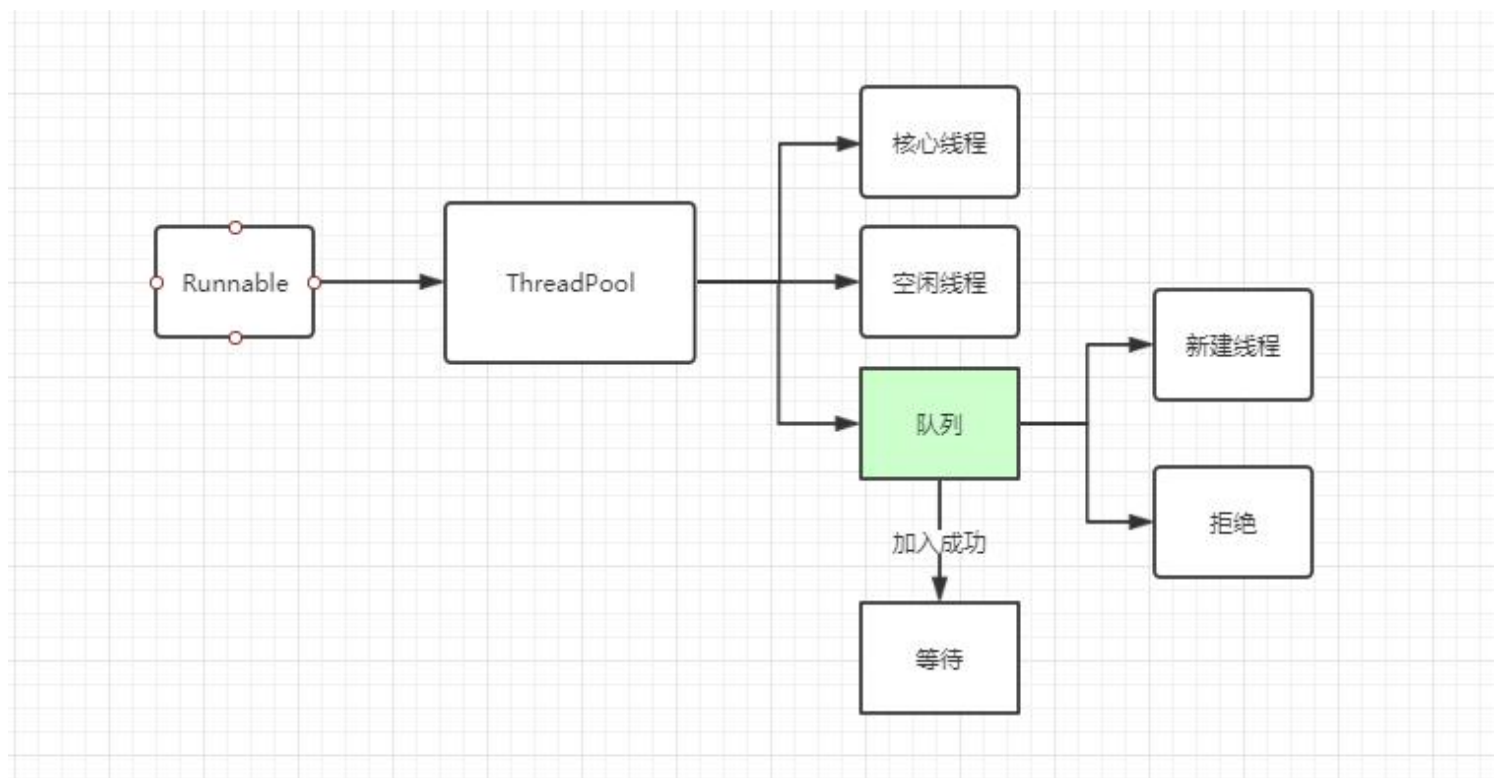 核心线程
Runnable
ThreadPool
空闲线程
新建线程
队列
拒绝
加入成功
等待